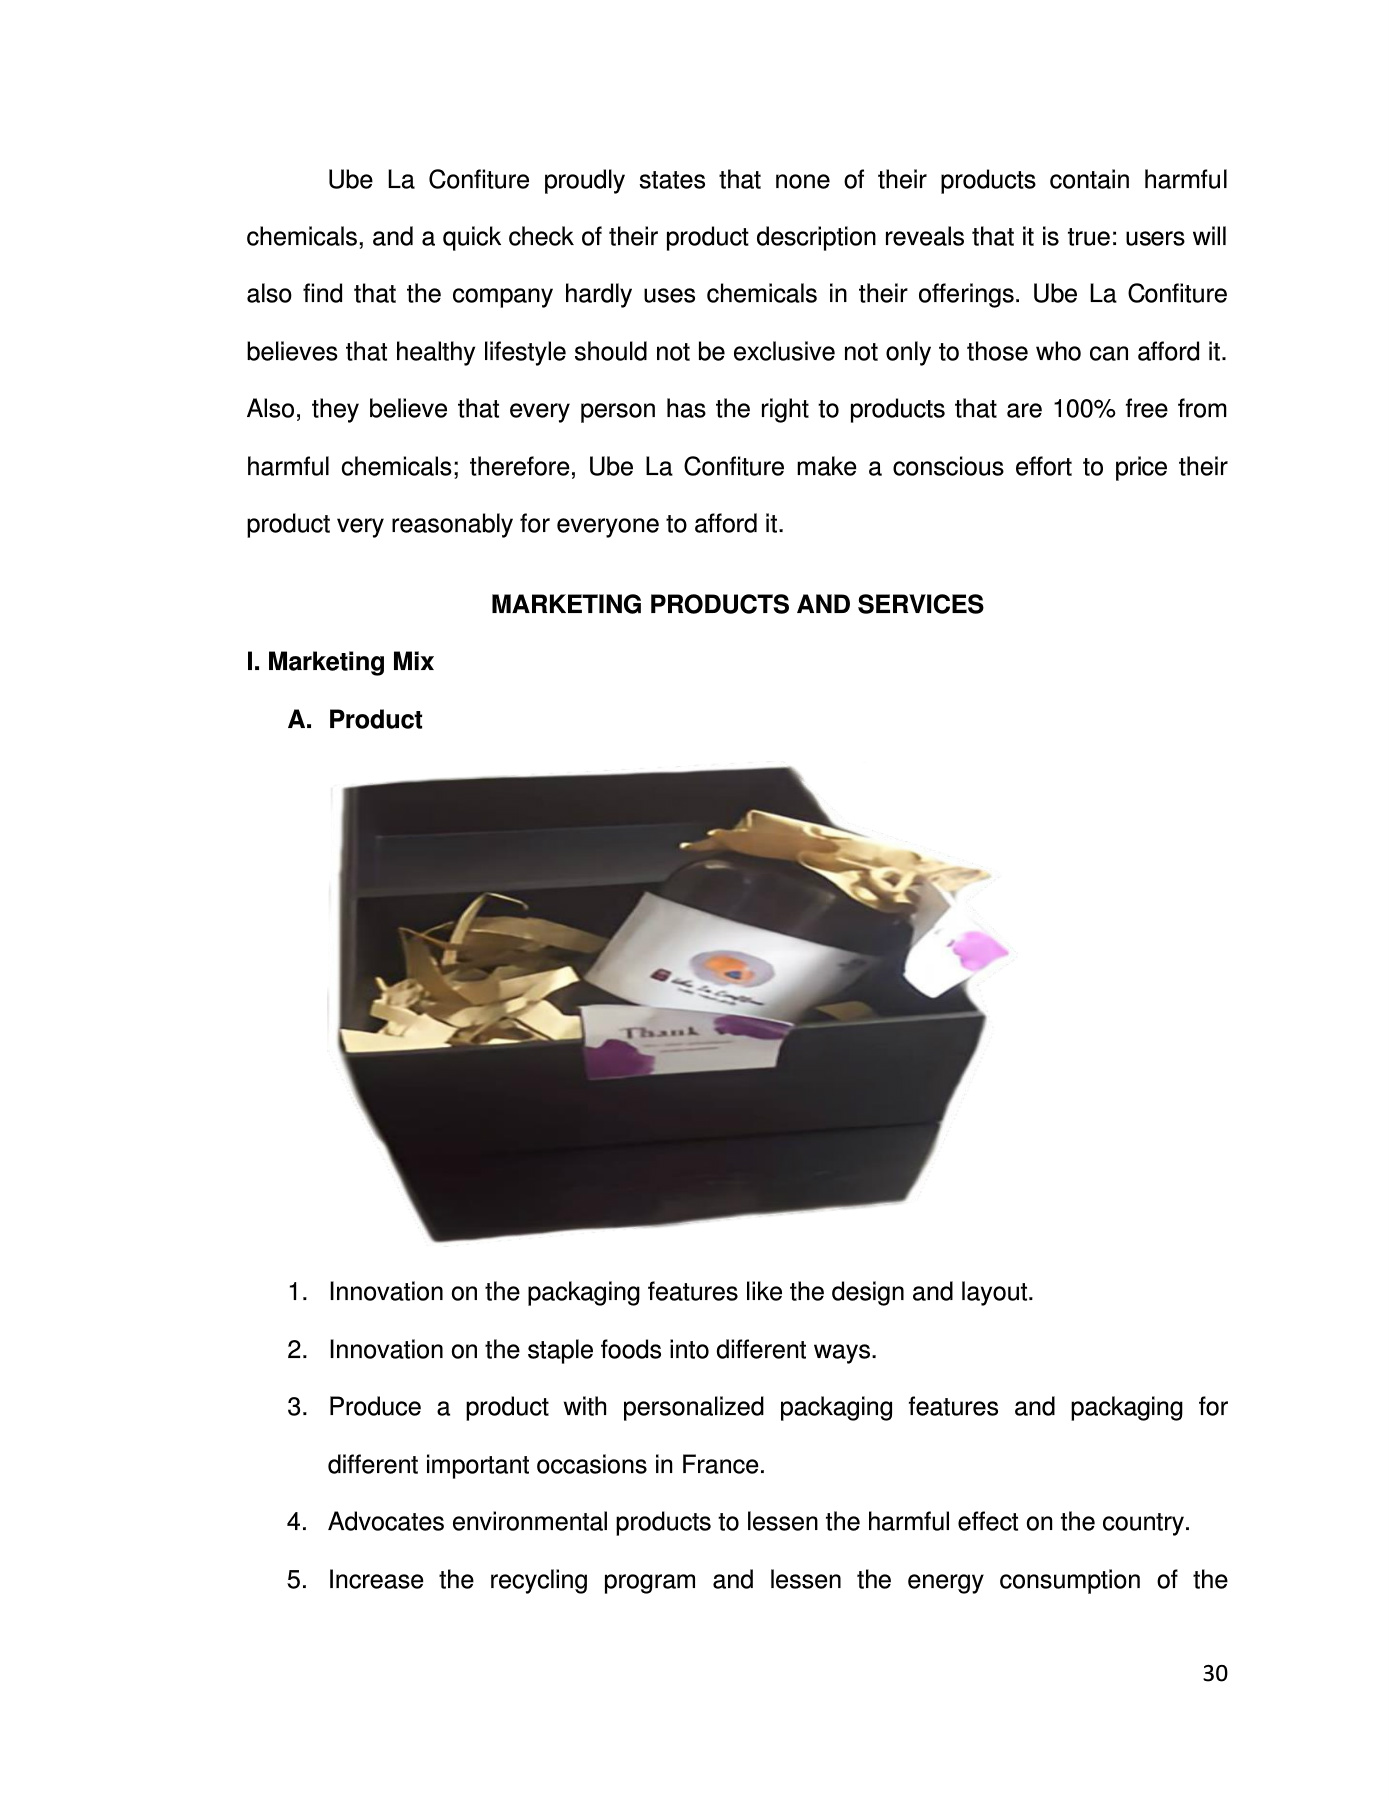 Ube La Confiture proudly states that none of their products contain harmful
chemicals, and a quick check of their product description reveals that it is true: users will
also find that the company hardly uses chemicals in their offerings. Ube La Confiture
believes that healthy lifestyle should not be exclusive not only to those who can afford it.
Also, they believe that every person has the right to products that are 100% free from
harmful chemicals; therefore, Ube La Confiture make a conscious effort to price their
product very reasonably for everyone to afford it.
MARKETING PRODUCTS AND SERVICES
I. Marketing Mix
A. Product
Ube La Confiture
Thank
1. Innovation on the packaging features like the design and layout.
2. Innovation on the staple foods into different ways.
3. Produce a product with personalized packaging features and packaging for
different important occasions in France.
4. Advocates environmental products to lessen the harmful effect on the country.
5. Increase the recycling program and lessen the energy consumption of the
30